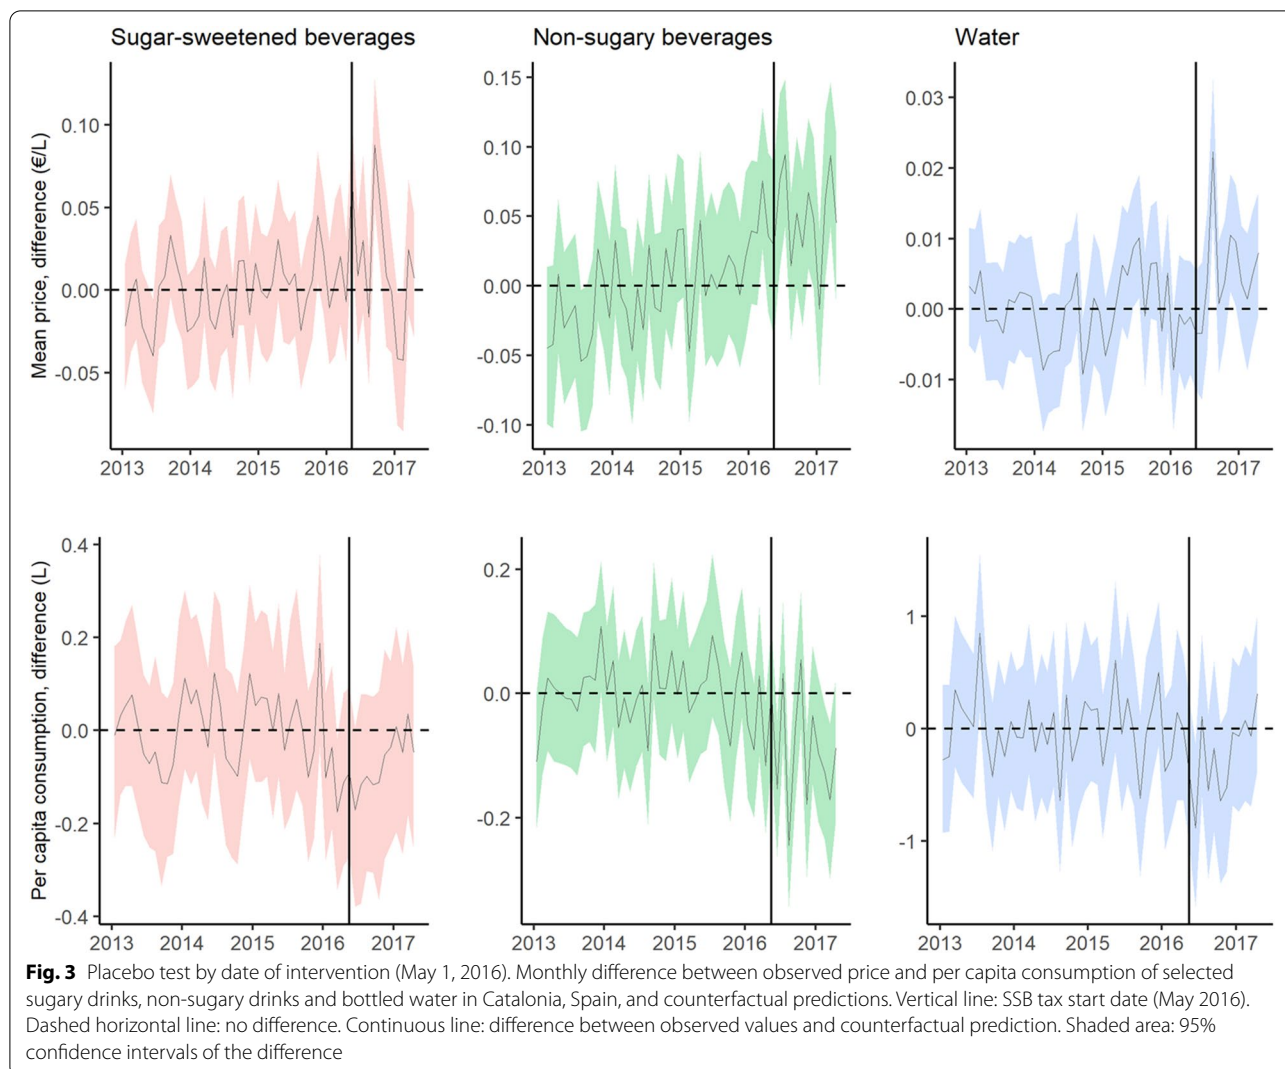 Sugar-sweetened beverages
Non-sugary beverages
Water
Mean price, difference (€/L)
0.10
0.05
0.00
-0.05
2013 2014 2015 2016 2017
0.15
0.10
0.05
0.00
-0.05
-0.10
2013 2014 2015 2016 2017
0.03
0.02
0.01
0.00
-0.01
2013 2014 2015 2016 2017
Per capita consumption, difference (L)
0.4
0.2
0.0
-0.2
-0.4
2013 2014 2015 2016 2017
0.2
0.0
-0.2
2013 2014 2015 2016 2017
1
0
-1
2013 2014 2015 2016 2017
Fig. 3 Placebo test by date of intervention (May 1, 2016). Monthly difference between observed price and per capita consumption of selected
sugary drinks, non-sugary drinks and bottled water in Catalonia, Spain, and counterfactual predictions. Vertical line: SSB tax start date (May 2016).
Dashed horizontal line: no difference. Continuous line: difference between observed values and counterfactual prediction. Shaded area: 95%
confidence intervals of the difference